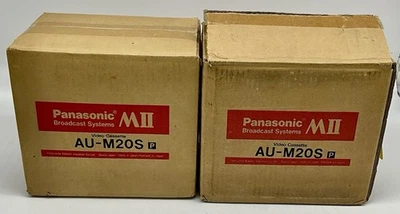 Panasonic MII
Broadcast Systems
Video Cassette
AU-M20S P
Panasonic MII
Broadcast Systems
Video Cassette
AU-M20S P